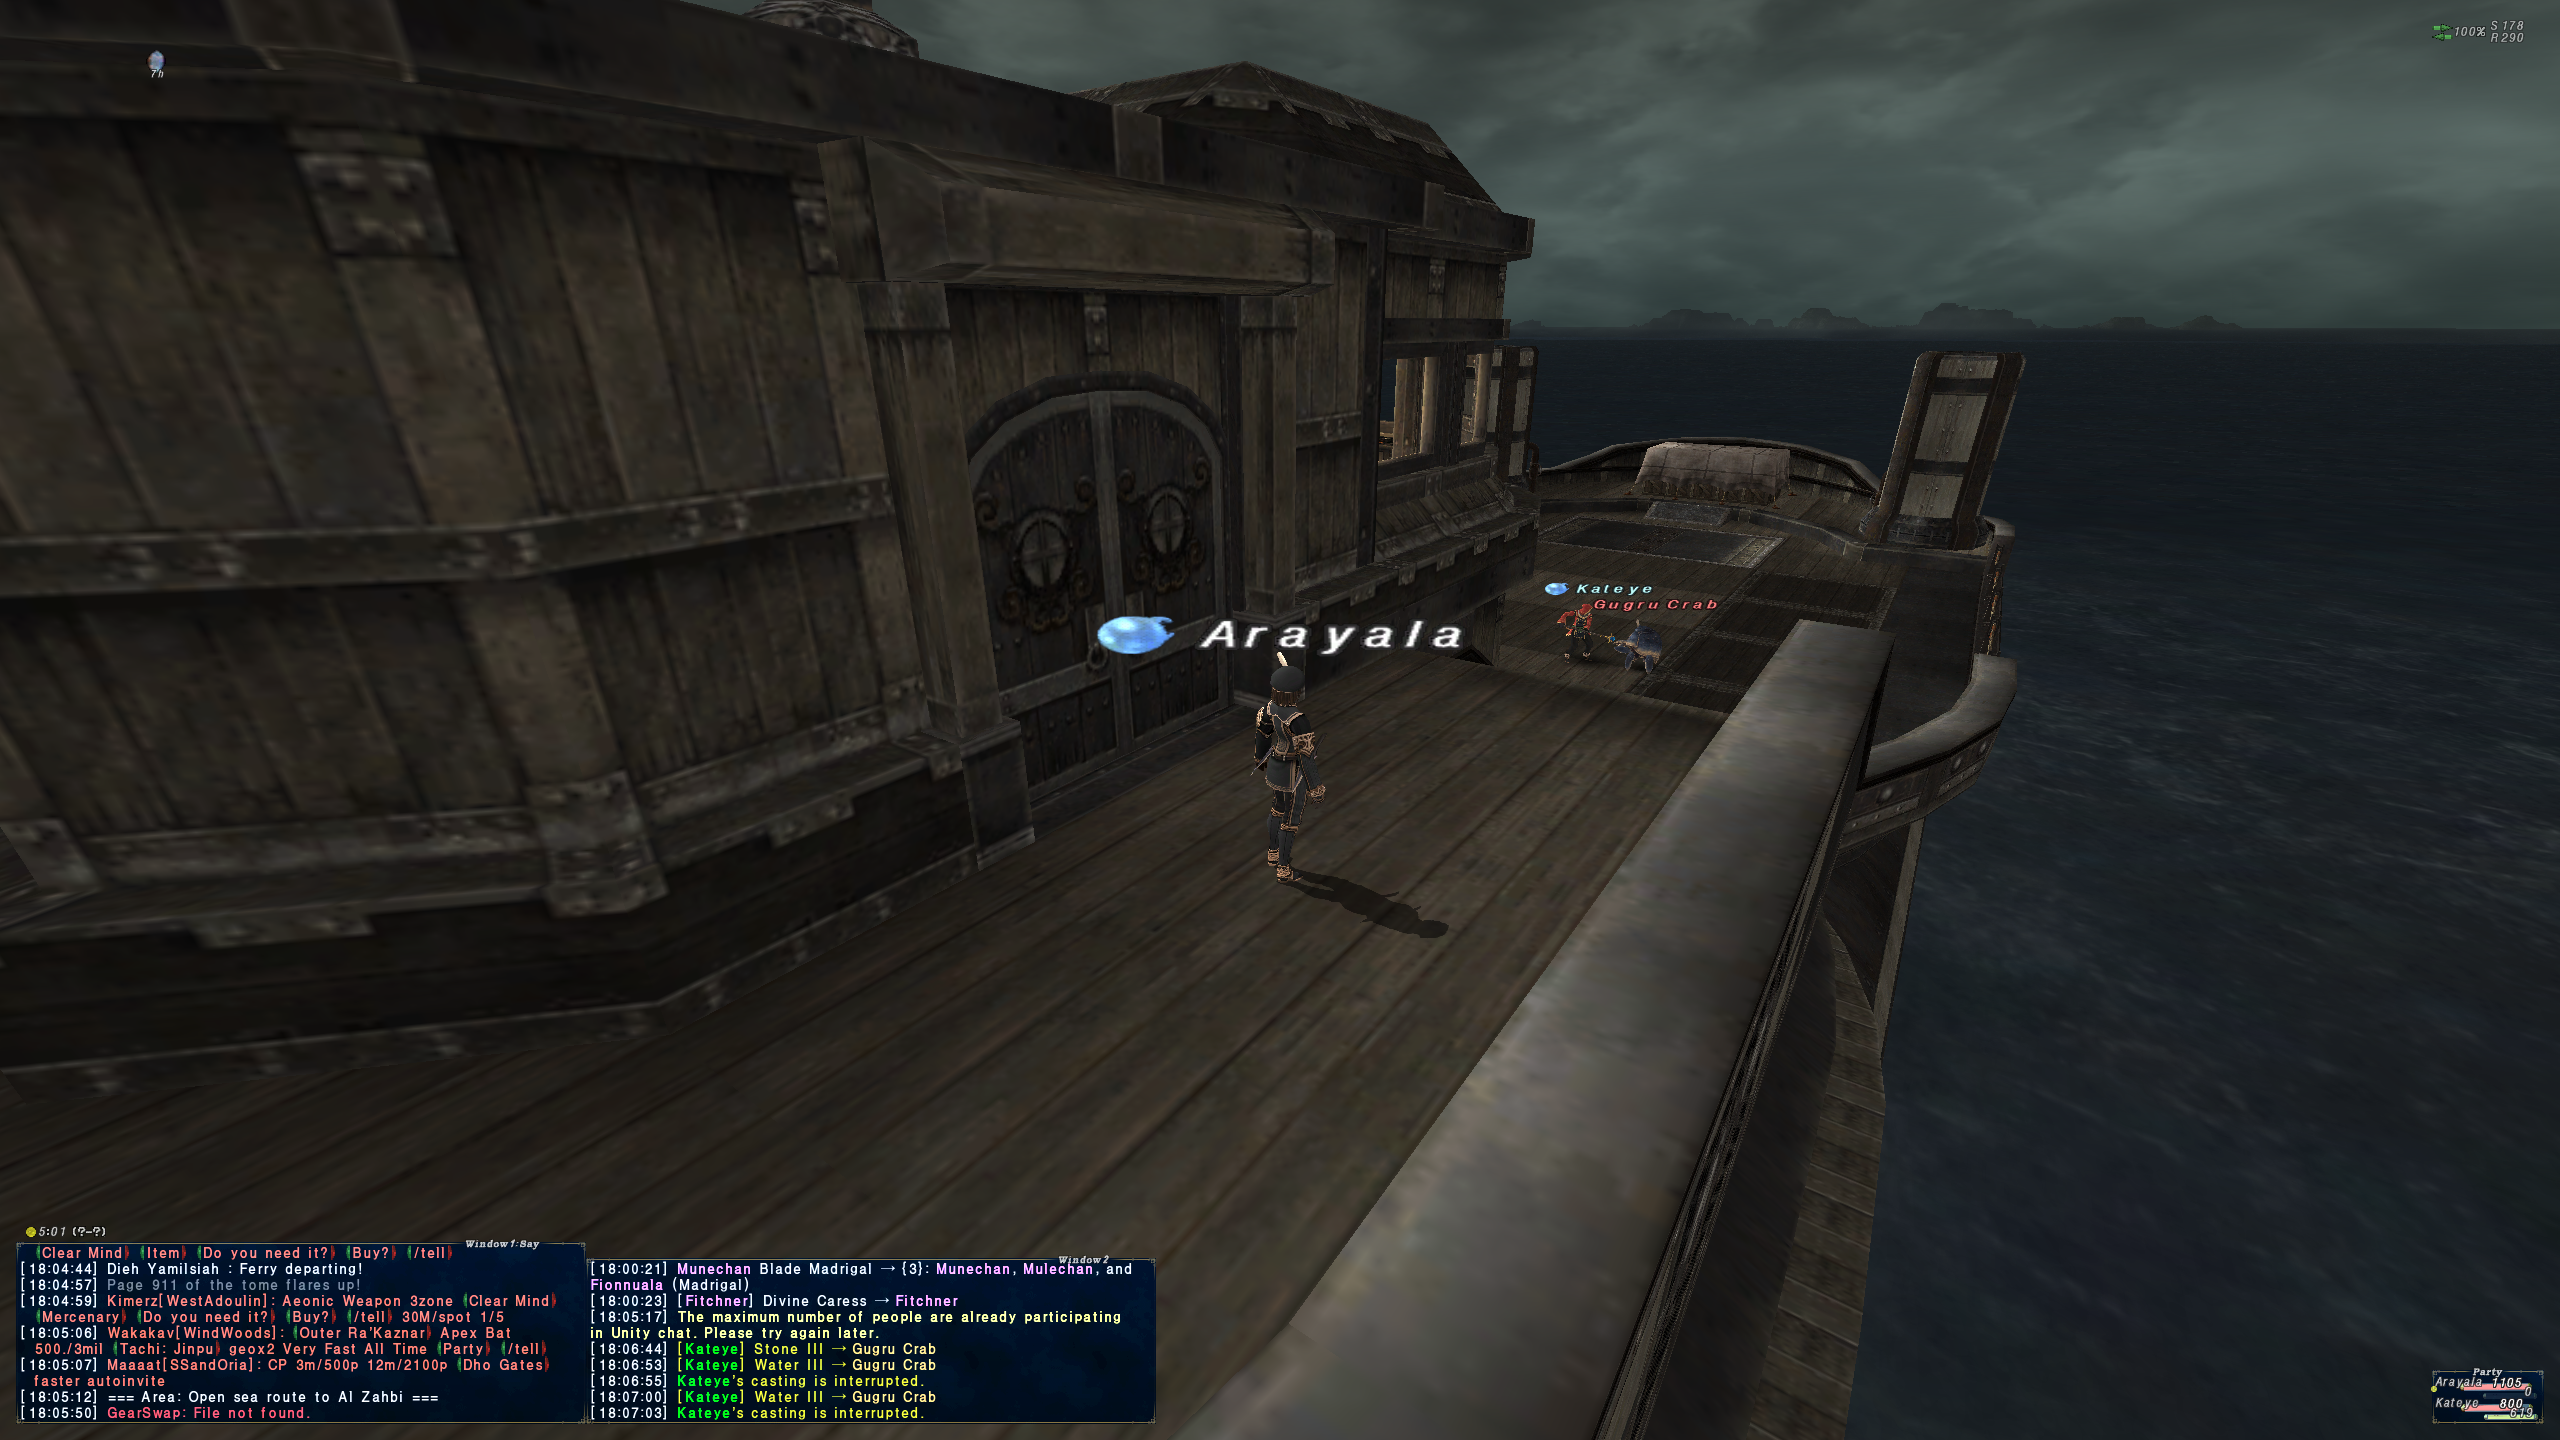 7h
100% S 178
R 290
Kateye
Gugru Crab
Arayala
5:01 (?-?)
Window 1:Say
Clear Mind Item Do you need it? Buy? /tell
[18:04:44] Dieh Yamilsiah : Ferry departing!
[18:04:57] Page 911 of the tome flares up!
[18:04:59] Kimerz[WestAdoulin]: Aeonic Weapon 3zone Clear Mind
Mercenary Do you need it? Buy? /tell 30M/spot 1/5
[18:05:06] Wakakav[WindWoods]: Outer Ra'Kaznar Apex Bat
500./3mil Tachi: Jinpu geox2 Very Fast All Time Party /tell
[18:05:07] Maaaat[SSandOria]: CP 3m/500p 12m/2100p Dho Gates
faster autoinvite
[18:05:12] === Area: Open sea route to Al Zahbi ===
[18:05:50] GearSwap: File not found.
Window 2
[18:00:21] Munechan Blade Madrigal → {3}: Munechan, Mulechan, and
Fionnuala (Madrigal)
[18:00:23] [Fitchner] Divine Caress → Fitchner
[18:05:17] The maximum number of people are already participating
in Unity chat. Please try again later.
[18:06:44] [Kateye] Stone III → Gugru Crab
[18:06:53] [Kateye] Water III → Gugru Crab
[18:06:55] Kateye's casting is interrupted.
[18:07:00] [Kateye] Water III → Gugru Crab
[18:07:03] Kateye's casting is interrupted.
Party
Arayala 1105
0
Kateye 800
619